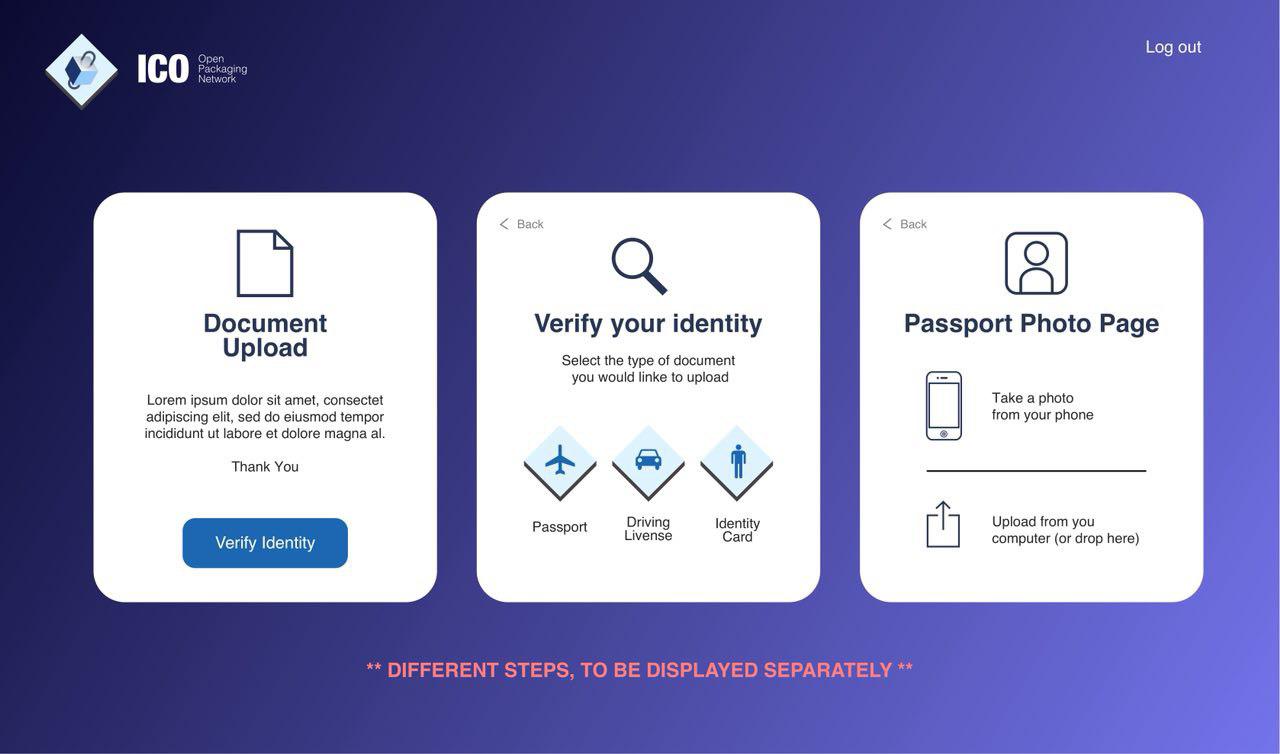 ICO
Open
Packaging
Network
Log out
Document
Upload
Lorem ipsum dolor sit amet, consectet
adipiscing elit, sed do eiusmod tempor
incididunt ut labore et dolore magna al.
Thank You
Verify Identity
Back
Verify your identity
Select the type of document
you would linke to upload
Passport
Driving
Livense
Identity
Card
Back
Passport Photo Page
Take a photo
from your phone
Upload from you
computer (or drop here)
** DIFFERENT STEPS, TO BE DISPLAYED SEPARATELY **